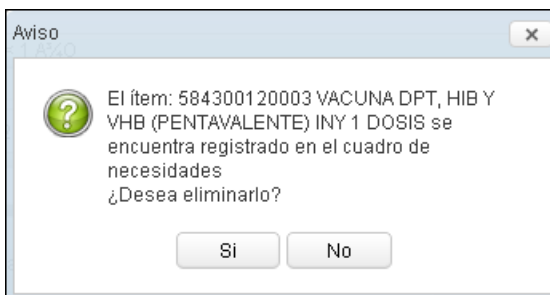 Aviso
El ítem: 584300120003 VACUNA DPT, HIB Y
VHB (PENTAVALENTE) INY 1 DOSIS se
encuentra registrado en el cuadro de
necesidades
¿Desea eliminarlo?
Si
No